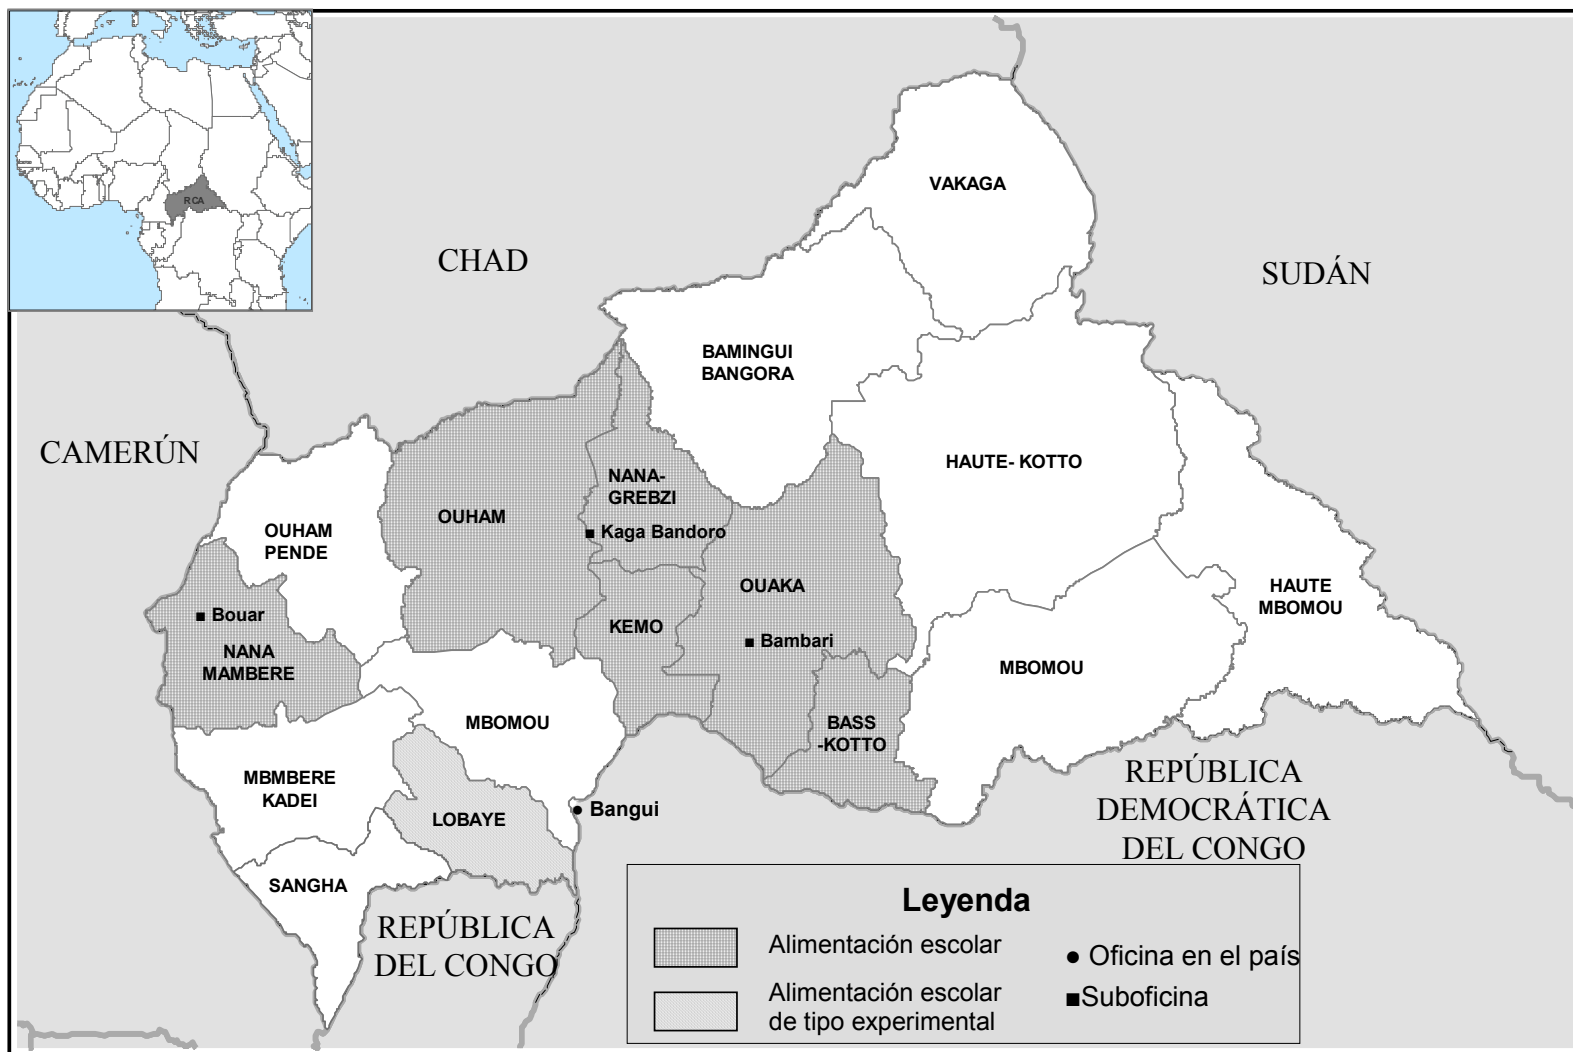 RCA
VAKAGA
CHAD
SUDÁN
BAMINGUI
BANGORA
CAMERÚN
HAUTE- KOTTO
NANA-
GREBZI
OUHAM
Kaga Bandoro
OUHAM
PENDE
OUAKA
HAUTE
MBOMOU
Bouar
KEMO
Bambari
NANA
MAMBERE
MBOMOU
MBOMOU
BASS
-KOTTO
MBMBERE
KADEI
REPÚBLICA
DEMOCRÁTICA
DEL CONGO
Bangui
LOBAYE
SANGHA
REPÚBLICA
DEL CONGO
Leyenda
Alimentación escolar
Oficina en el país
Alimentación escolar
de tipo experimental
Suboficina